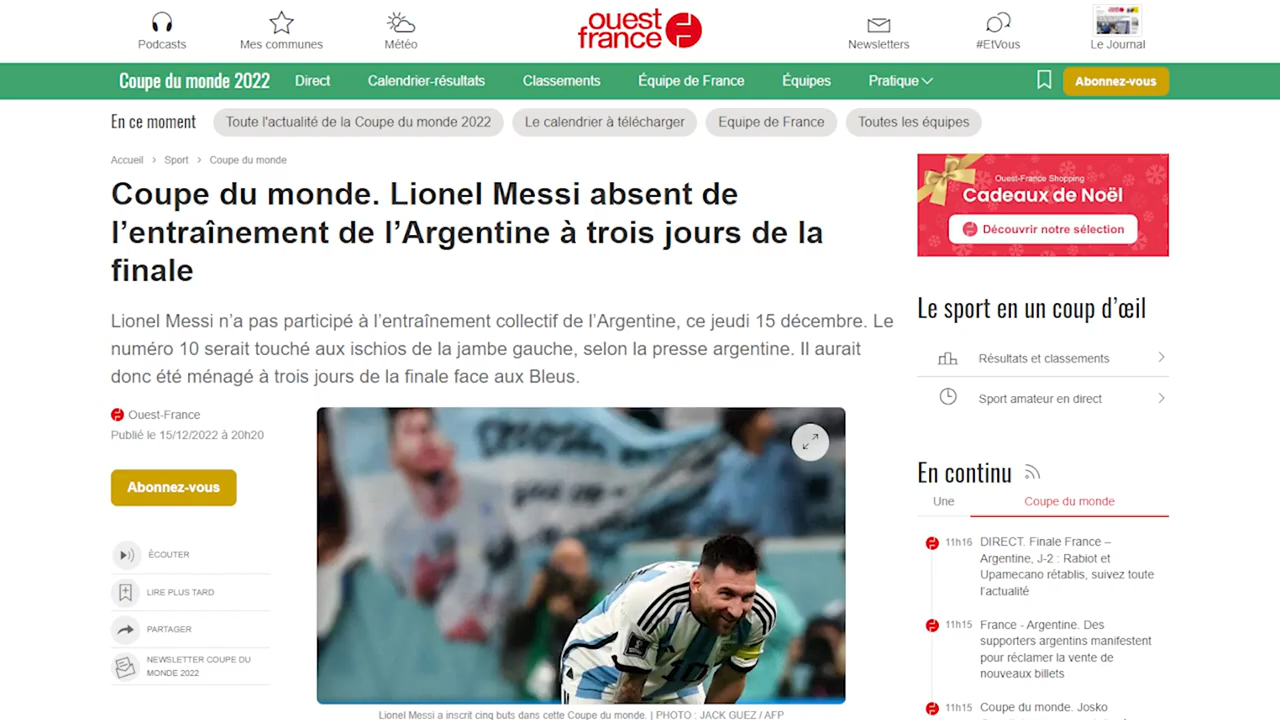 Podcasts
Mes communes
Météo
ouest
france
Newsletters
#EtVous
Le Journal
Coupe du monde 2022
Direct
Calendrier-résultats
Classements
Équipe de France
Équipes
Pratique
Abonnez-vous
En ce moment
Toute l'actualité de la Coupe du monde 2022
Le calendrier à télécharger
Equipe de France
Toutes les équipes
Accueil > Sport > Coupe du monde
Coupe du monde. Lionel Messi absent de
l’entraînement de l’Argentine à trois jours de la
finale
Lionel Messi n’a pas participé à l’entraînement collectif de l’Argentine, ce jeudi 15 décembre. Le
numéro 10 serait touché aux ischios de la jambe gauche, selon la presse argentine. Il aurait
donc été ménagé à trois jours de la finale face aux Bleus.
Ouest-France
Publié le 15/12/2022 à 20h20
Abonnez-vous
ÉCOUTER
LIRE PLUS TARD
PARTAGER
NEWSLETTER COUPE DU
MONDE 2022
10
Lionel Messi a inscrit cinq buts dans cette Coupe du monde. | PHOTO : JACK GUEZ / AFP
Ouest-France Shopping
Cadeaux de Noël
Découvrir notre sélection
Le sport en un coup d’œil
Résultats et classements
Sport amateur en direct
En continu
Une
Coupe du monde
11h16
DIRECT. Finale France –
Argentine, J-2 : Rabiot et
Upamecano rétablis, suivez toute
l’actualité
11h15
France - Argentine. Des
supporters argentins manifestent
pour réclamer la vente de
nouveaux billets
11h15
Coupe du monde. Josko